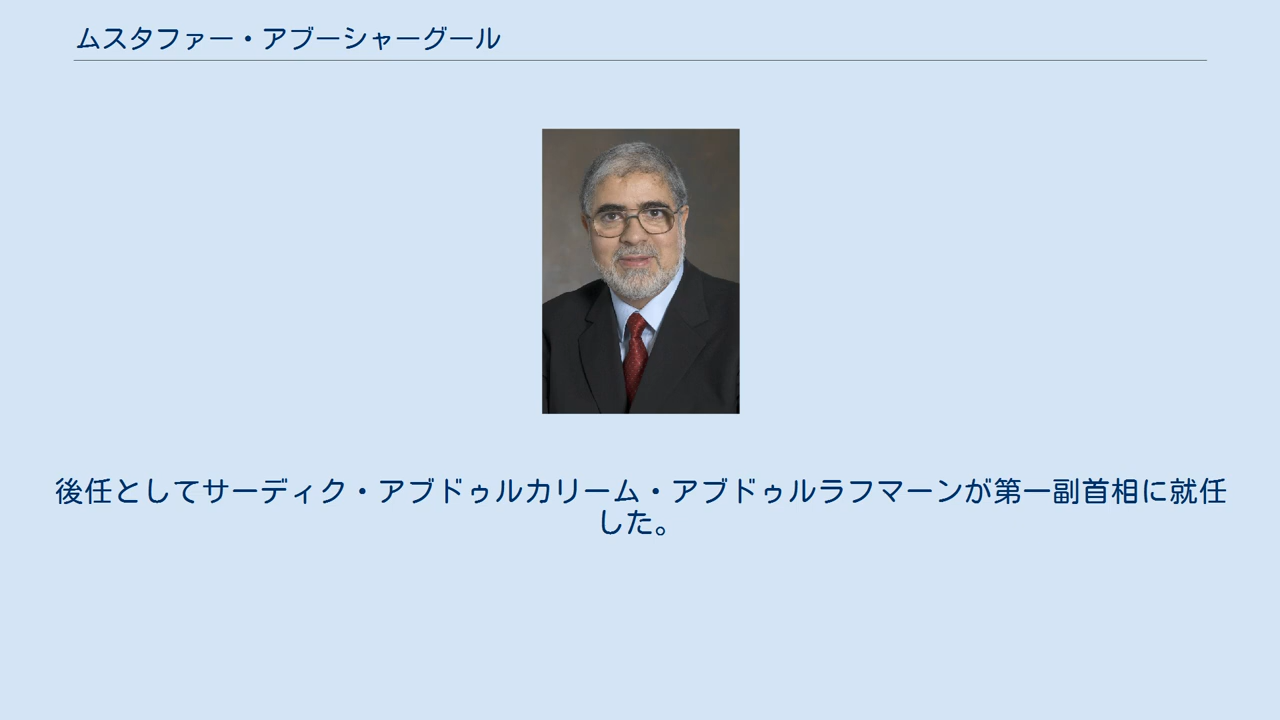 ムスタファー・アブーシャーグール
後任としてサーディク・アブドゥルカリーム・アブドゥルラフマーンが第一副首相に就任
した。